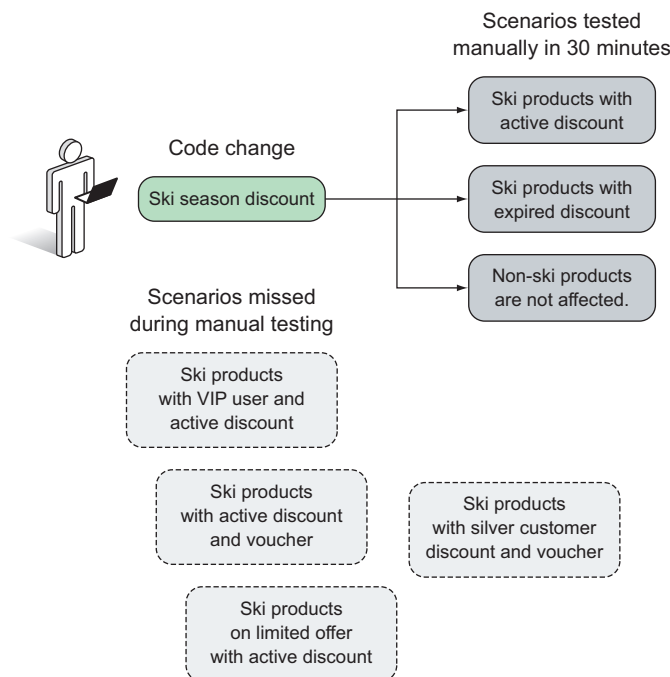 Scenarios tested
manually in 30 minutes
Ski products with
active discount
Code change
Ski season discount
Ski products with
expired discount
Non-ski products
are not affected.
Scenarios missed
during manual testing
Ski products
with VIP user and
active discount
Ski products
with active discount
and voucher
Ski products
with silver customer
discount and voucher
Ski products
on limited offer
with active discount